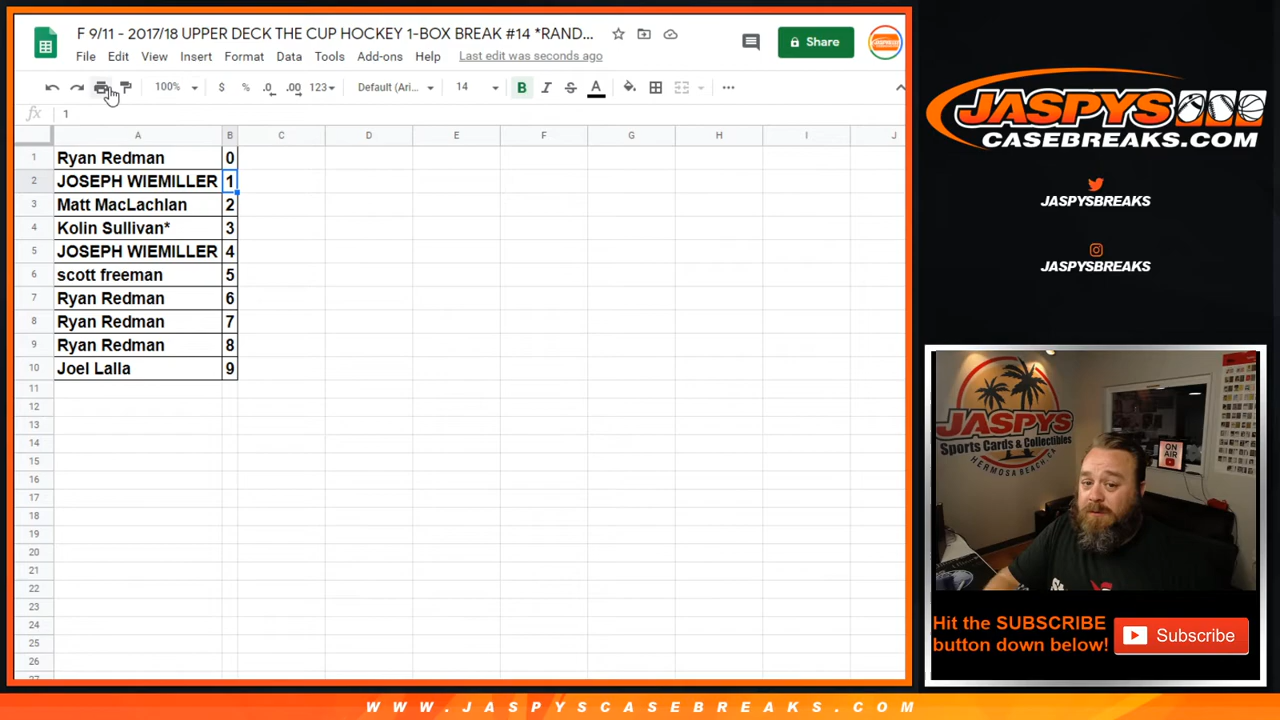 F 9/11 - 2017/18 UPPER DECK THE CUP HOCKEY 1-BOX BREAK #14 *RAND...
Share
File Edit View Insert Format Data Tools Add-ons Help Last edit was seconds ago
100% $ % .0 .00 123 Default (Ari... 14 B I S A
fx 1
A B C D E F G H I J
1 Ryan Redman 0
2 JOSEPH WIEMILLER 1
3 Matt MacLachlan 2
4 Kolin Sullivan* 3
5 JOSEPH WIEMILLER 4
6 scott freeman 5
7 Ryan Redman 6
8 Ryan Redman 7
9 Ryan Redman 8
10 Joel Lalla 9
11
12
13
14
15
16
17
18
19
20
21
22
23
24
25
26
JASPYS
CASEBREAKS.COM
JASPYSBREAKS
JASPYSBREAKS
JASPYS
Sports Cards & Collectibles
HERMOSA BEACH, CA
ON AIR
Hit the SUBSCRIBE
button down below!
Subscribe
WWW.JASPYSCASEBREAKS.COM